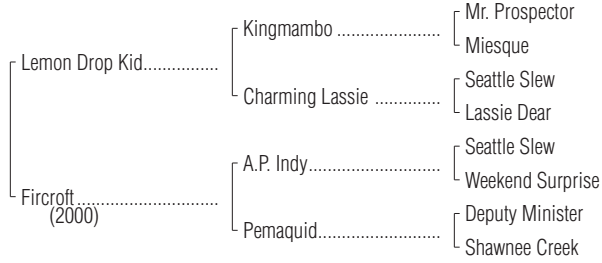 Mr. Prospector
Kingmambo ......................
Miesque
Lemon Drop Kid................
Seattle Slew
Charming Lassie ..............
Lassie Dear
Seattle Slew
A.P. Indy............................
Weekend Surprise
Fircroft..............................
(2000)
Deputy Minister
Pemaquid..........................
Shawnee Creek